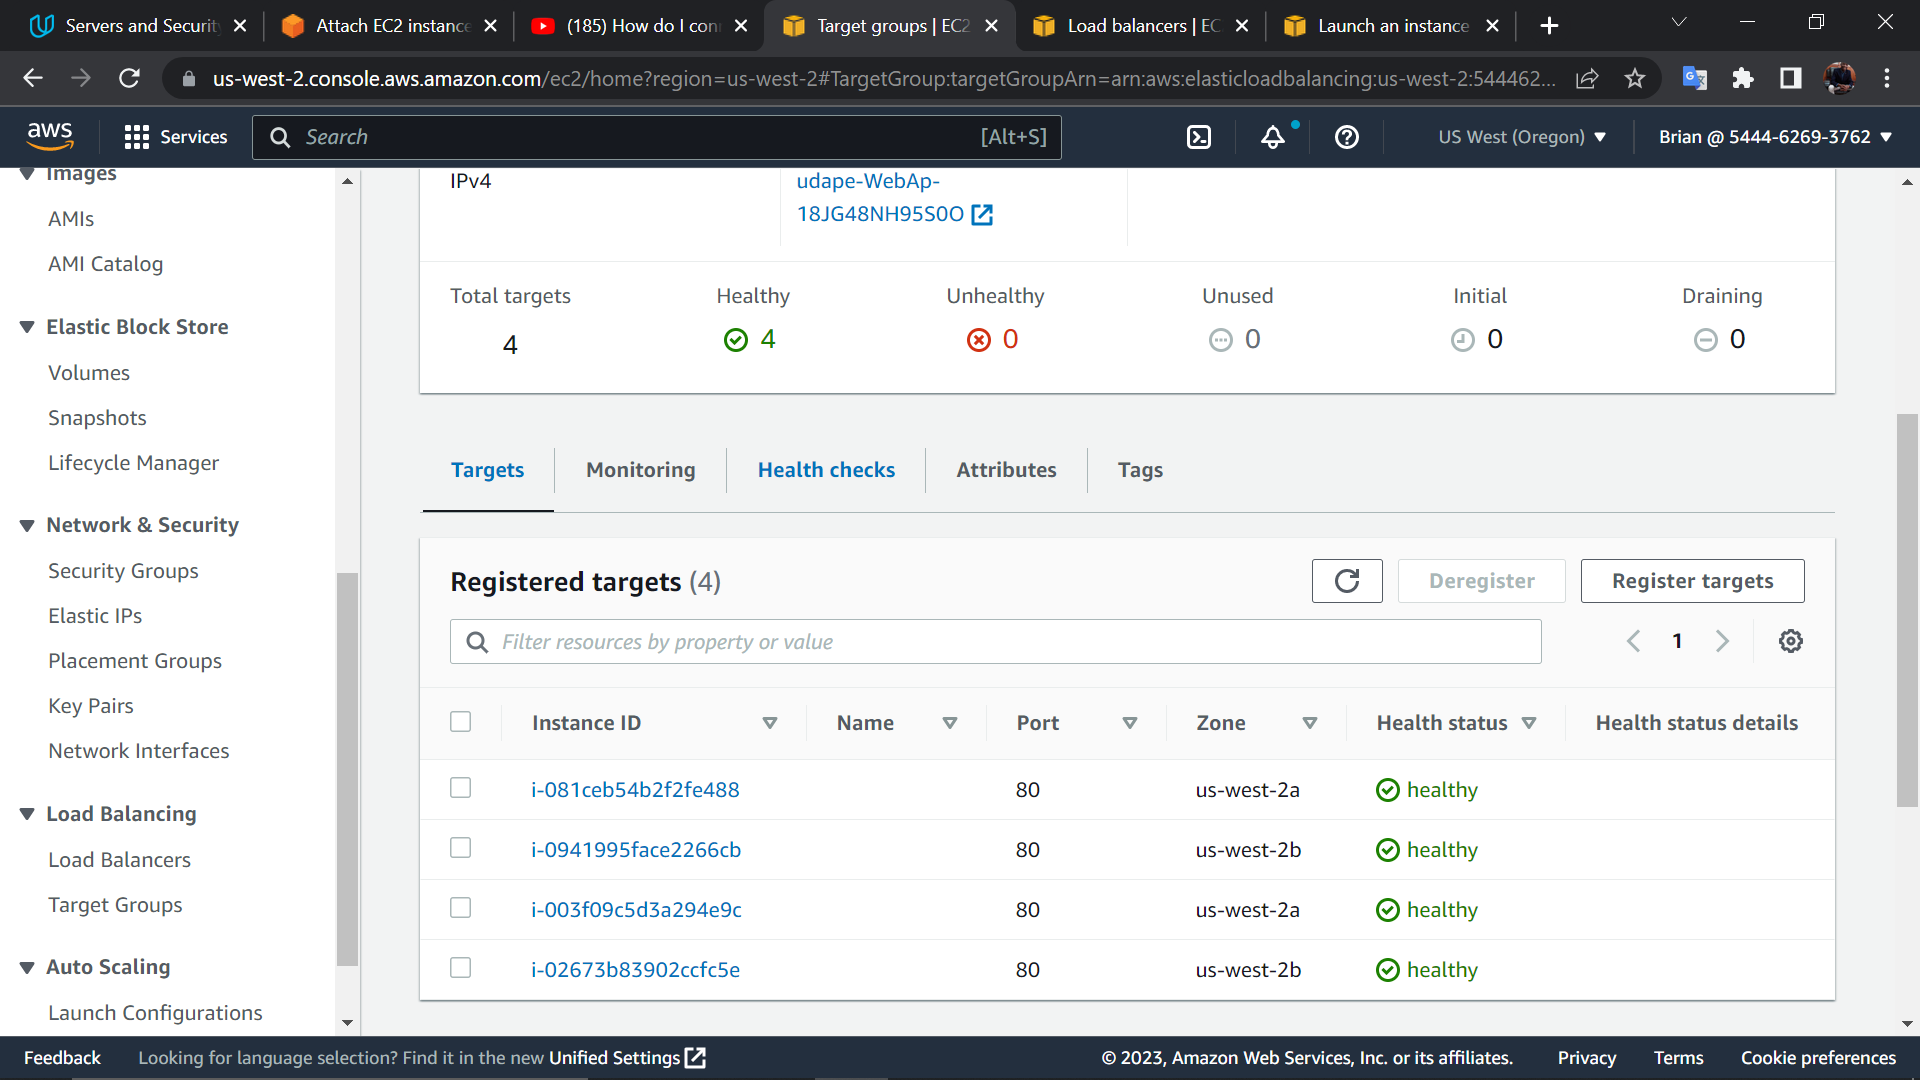 Servers and Securit
Attach EC2 instance
(185) How do I con
Target groups | EC2
Load balancers | EC
Launch an instance
us-west-2.console.aws.amazon.com/ec2/home?region=us-west-2#TargetGroup:targetGroupArn=arn:aws:elasticloadbalancing:us-west-2:544462...
aws
Services
Search
[Alt+S]
US West (Oregon)
Brian @ 5444-6269-3762
Images
AMIs
AMI Catalog
Elastic Block Store
Volumes
Snapshots
Lifecycle Manager
Network & Security
Security Groups
Elastic IPs
Placement Groups
Key Pairs
Network Interfaces
Load Balancing
Load Balancers
Target Groups
Auto Scaling
Launch Configurations
IPv4
udape-WebAp-
18JG48NH95S0O
Total targets Healthy Unhealthy Unused Initial Draining
4 4 0 0 0 0
Targets Monitoring Health checks Attributes Tags
Registered targets (4)
Deregister
Register targets
Filter resources by property or value
1
Instance ID Name Port Zone Health status Health status details
i-081ceb54b2f2fe488 80 us-west-2a healthy
i-0941995face2266cb 80 us-west-2b healthy
i-003f09c5d3a294e9c 80 us-west-2a healthy
i-02673b83902ccfc5e 80 us-west-2b healthy
Feedback
Looking for language selection? Find it in the new Unified Settings
© 2023, Amazon Web Services, Inc. or its affiliates.
Privacy
Terms
Cookie preferences